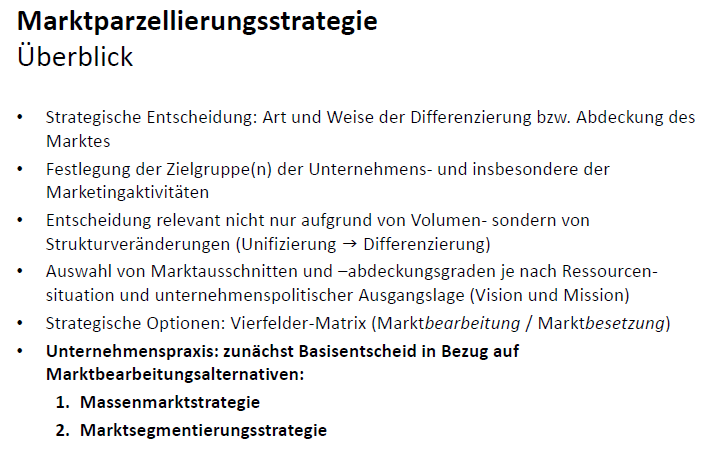 Marktparzellierungsstrategie
Überblick
• Strategische Entscheidung: Art und Weise der Differenzierung bzw. Abdeckung des
Marktes
• Festlegung der Zielgruppe(n) der Unternehmens- und insbesondere der
Marketingaktivitäten
• Entscheidung relevant nicht nur aufgrund von Volumen- sondern von
Strukturveränderungen (Unifizierung → Differenzierung)
• Auswahl von Marktausschnitten und –abdeckungsgraden je nach Ressourcen-
situation und unternehmenspolitischer Ausgangslage (Vision und Mission)
• Strategische Optionen: Vierfelder-Matrix (Marktbearbeitung / Marktbesetzung)
• Unternehmenspraxis: zunächst Basisentscheid in Bezug auf
Marktbearbeitungsalternativen:
1. Massenmarktstrategie
2. Marktsegmentierungsstrategie